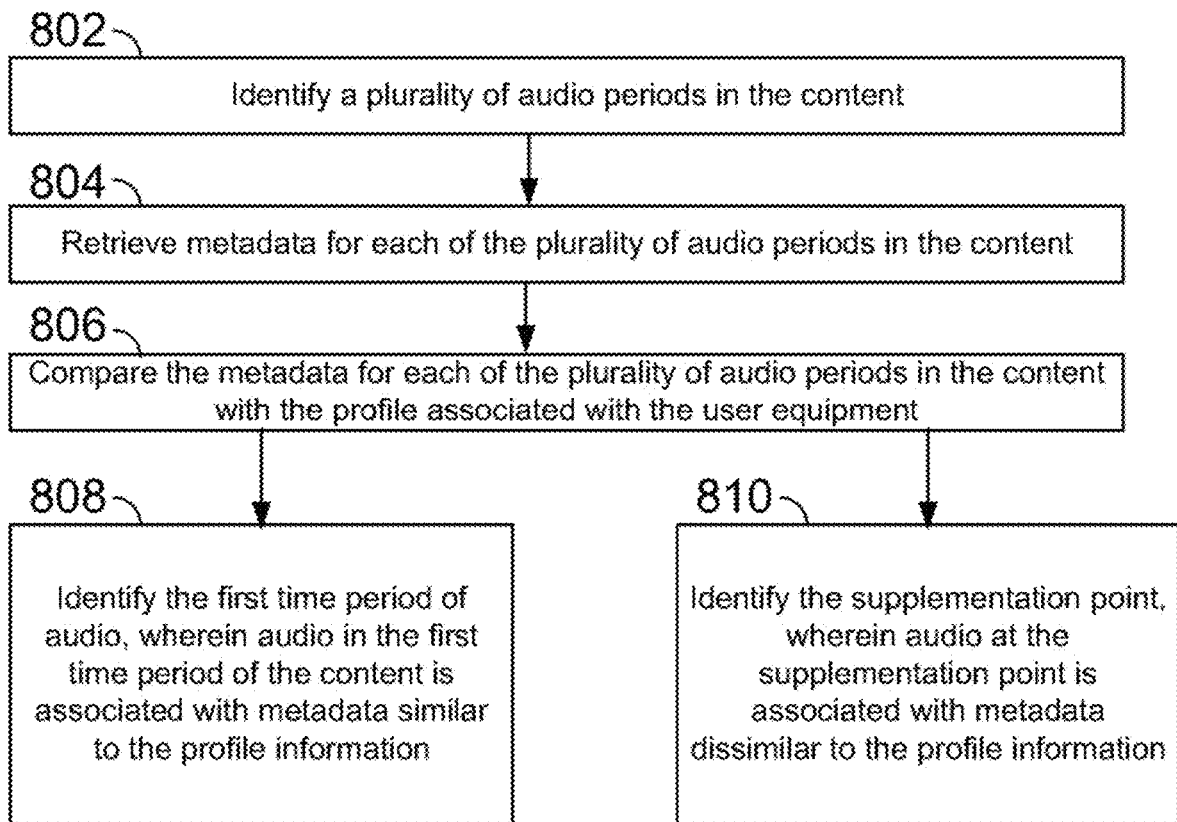 802
Identify a plurality of audio periods in the content
804
Retrieve metadata for each of the plurality of audio periods in the content
806
Compare the metadata for each of the plurality of audio periods in the content
with the profile associated with the user equipment
808
Identify the first time period of
audio, wherein audio in the first
time period of the content is
associated with metadata similar
to the profile information
810
Identify the supplementation point,
wherein audio at the
supplementation point is
associated with metadata
dissimilar to the profile information